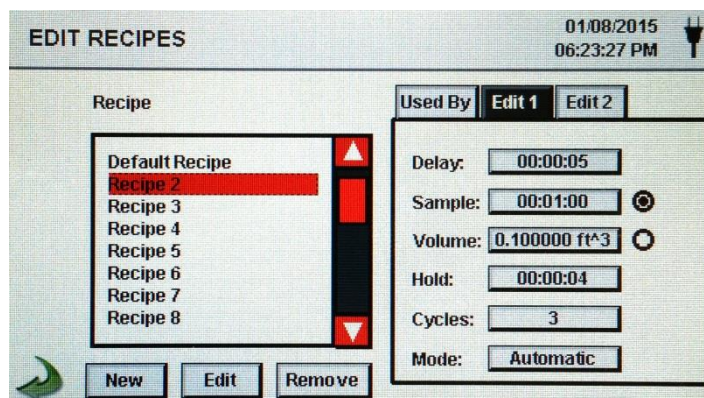 EDIT RECIPES
01/08/2015
06:23:27 PM
Recipe
Default Recipe
Recipe 2
Recipe 3
Recipe 4
Recipe 5
Recipe 6
Recipe 7
Recipe 8
New Edit Remove
Used By Edit 1 Edit 2
Delay: 00:00:05
Sample: 00:01:00
Volume: 0.100000 ft^3
Hold: 00:00:04
Cycles: 3
Mode: Automatic